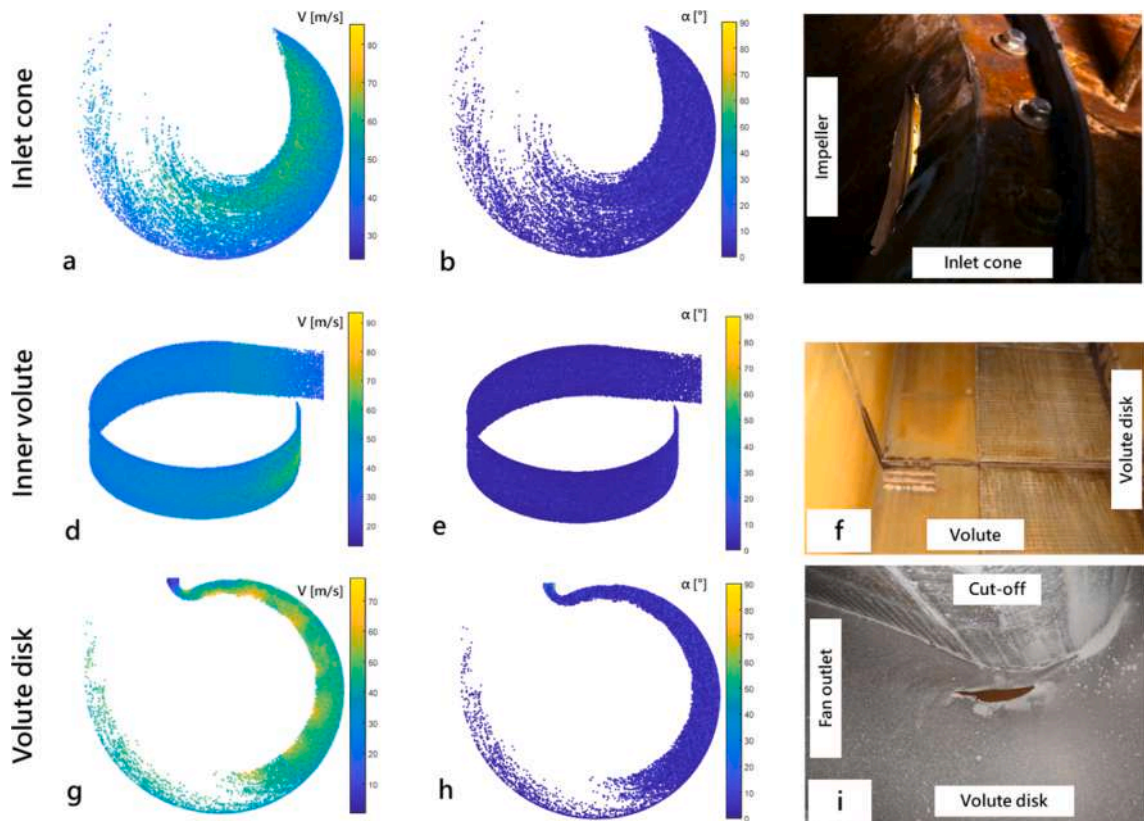 Inlet cone
V [m/s]
80
70
60
50
40
30
a
α [°]
90
80
70
60
50
40
30
20
10
0
b
Impeller
Inlet cone
Inner volute
V [m/s]
90
80
70
60
50
40
30
20
d
α [°]
90
80
70
60
50
40
30
20
10
0
e
Volute disk
f
Volute
Volute disk
V [m/s]
70
60
50
40
30
20
10
g
α [°]
90
80
70
60
50
40
30
20
10
0
h
Cut-off
Fan outlet
i
Volute disk